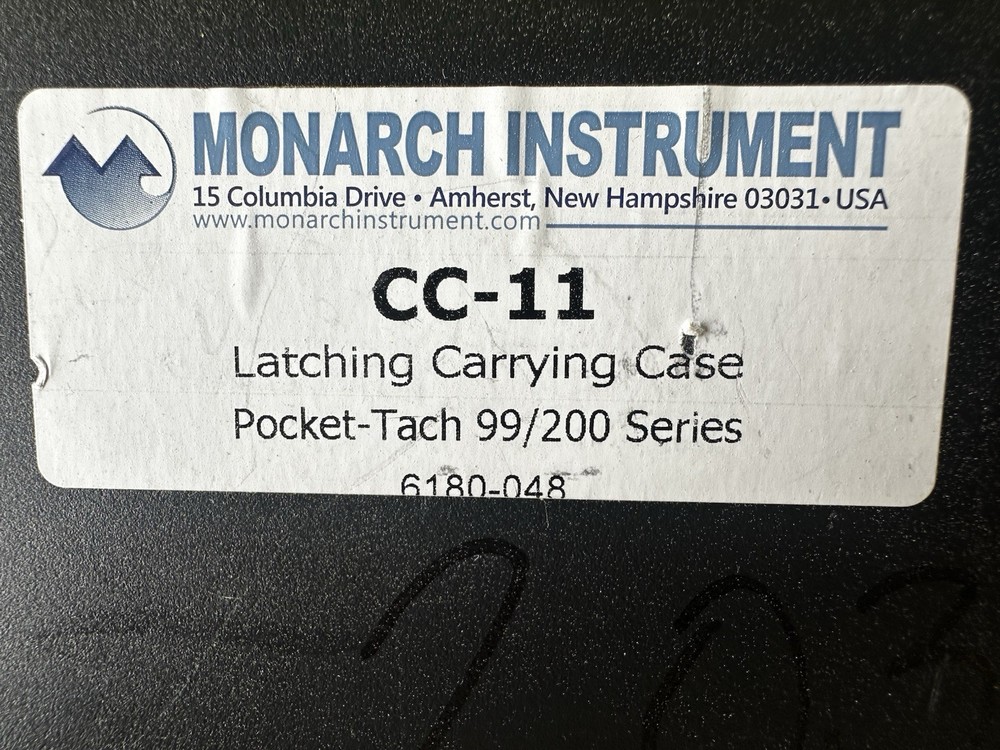 MONARCH INSTRUMENT
15 Columbia Drive • Amherst, New Hampshire 03031• USA
www.monarchinstrument.com
CC-11
Latching Carrying Case
Pocket-Tach 99/200 Series
6180-048